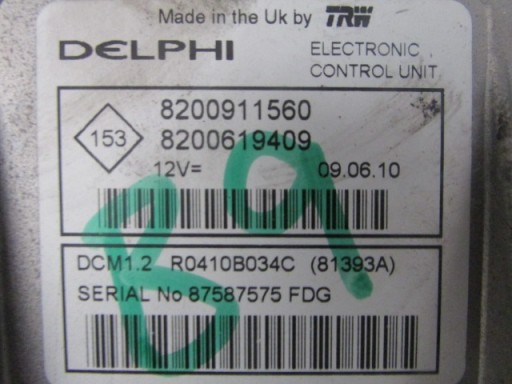 Made in the Uk by TRW
DELPHI
ELECTRONIC
CONTROL UNIT
153
8200911560
8200619409
12V=
09.06.10
DCM1.2 R0410B034C (81393A)
SERIAL No 87587575 FDG
B9